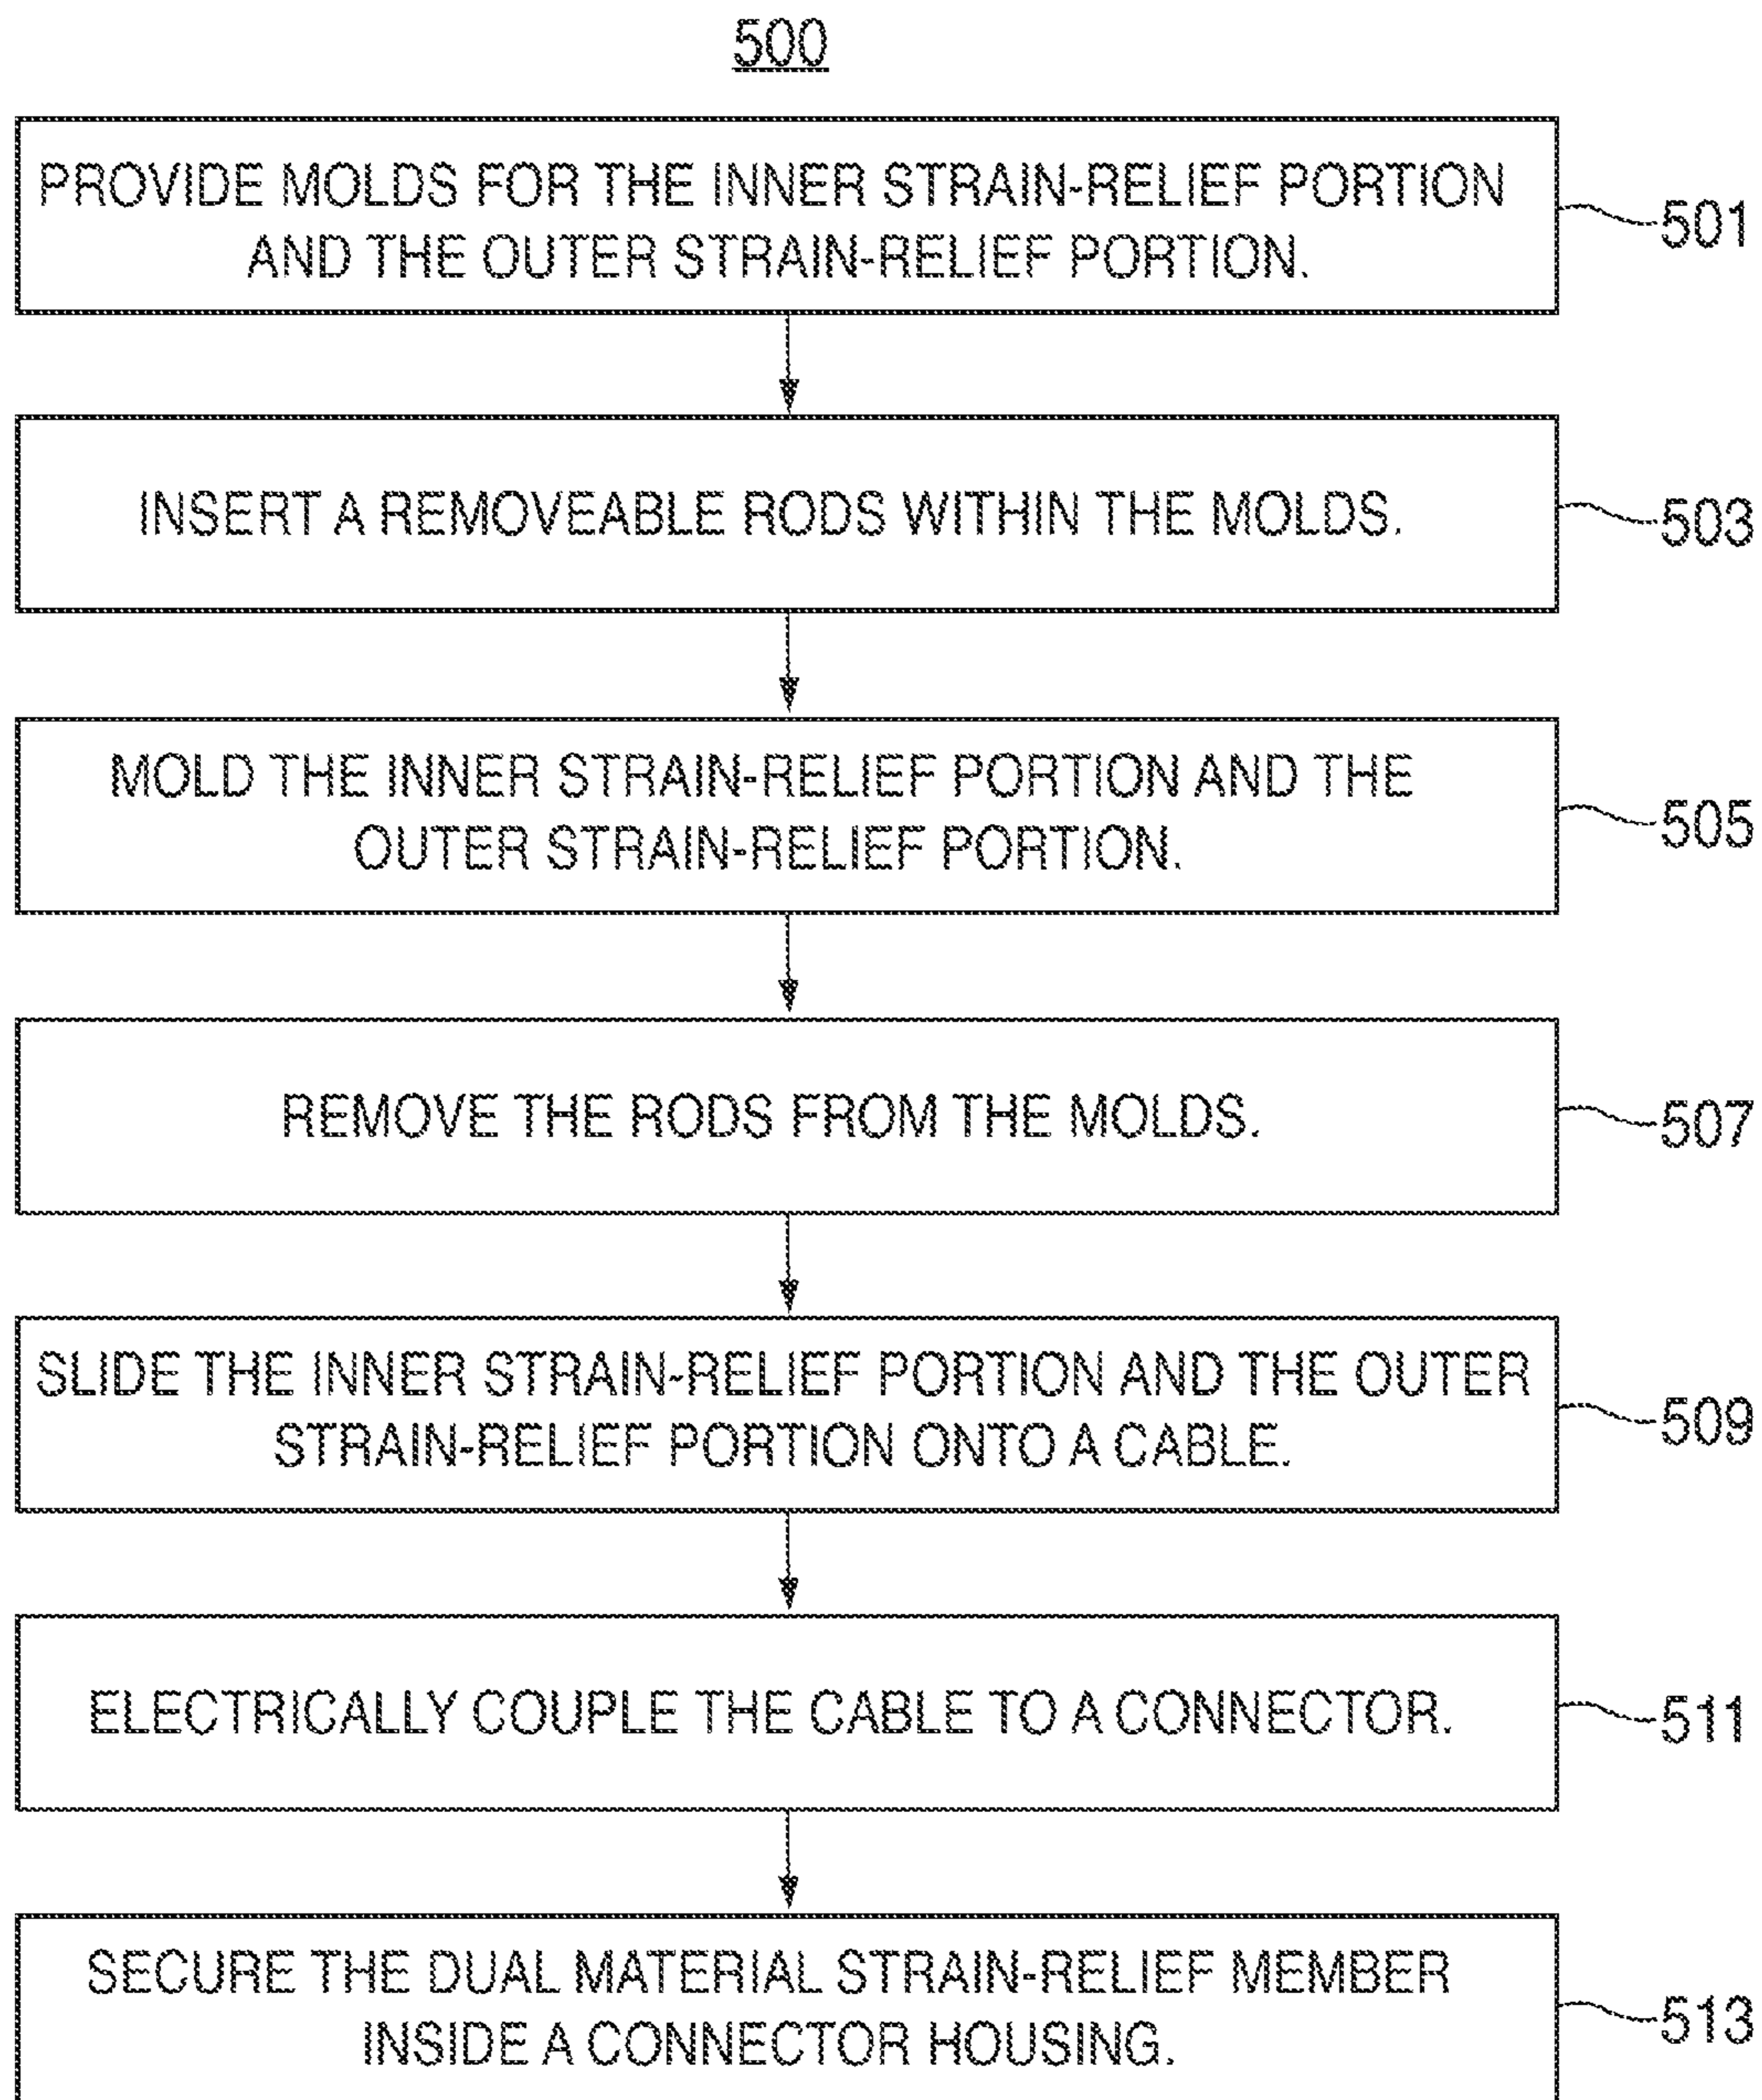 500
PROVIDE MOLDS FOR THE INNER STRAIN-RELIEF PORTION
AND THE OUTER STRAIN-RELIEF PORTION.
501
INSERT A REMOVEABLE RODS WITHIN THE MOLDS.
503
MOLD THE INNER STRAIN-RELIEF PORTION AND THE
OUTER STRAIN-RELIEF PORTION.
505
REMOVE THE RODS FROM THE MOLDS.
507
SLIDE THE INNER STRAIN-RELIEF PORTION AND THE OUTER
STRAIN-RELIEF PORTION ONTO A CABLE.
509
ELECTRICALLY COUPLE THE CABLE TO A CONNECTOR.
511
SECURE THE DUAL MATERIAL STRAIN-RELIEF MEMBER
INSIDE A CONNECTOR HOUSING.
513